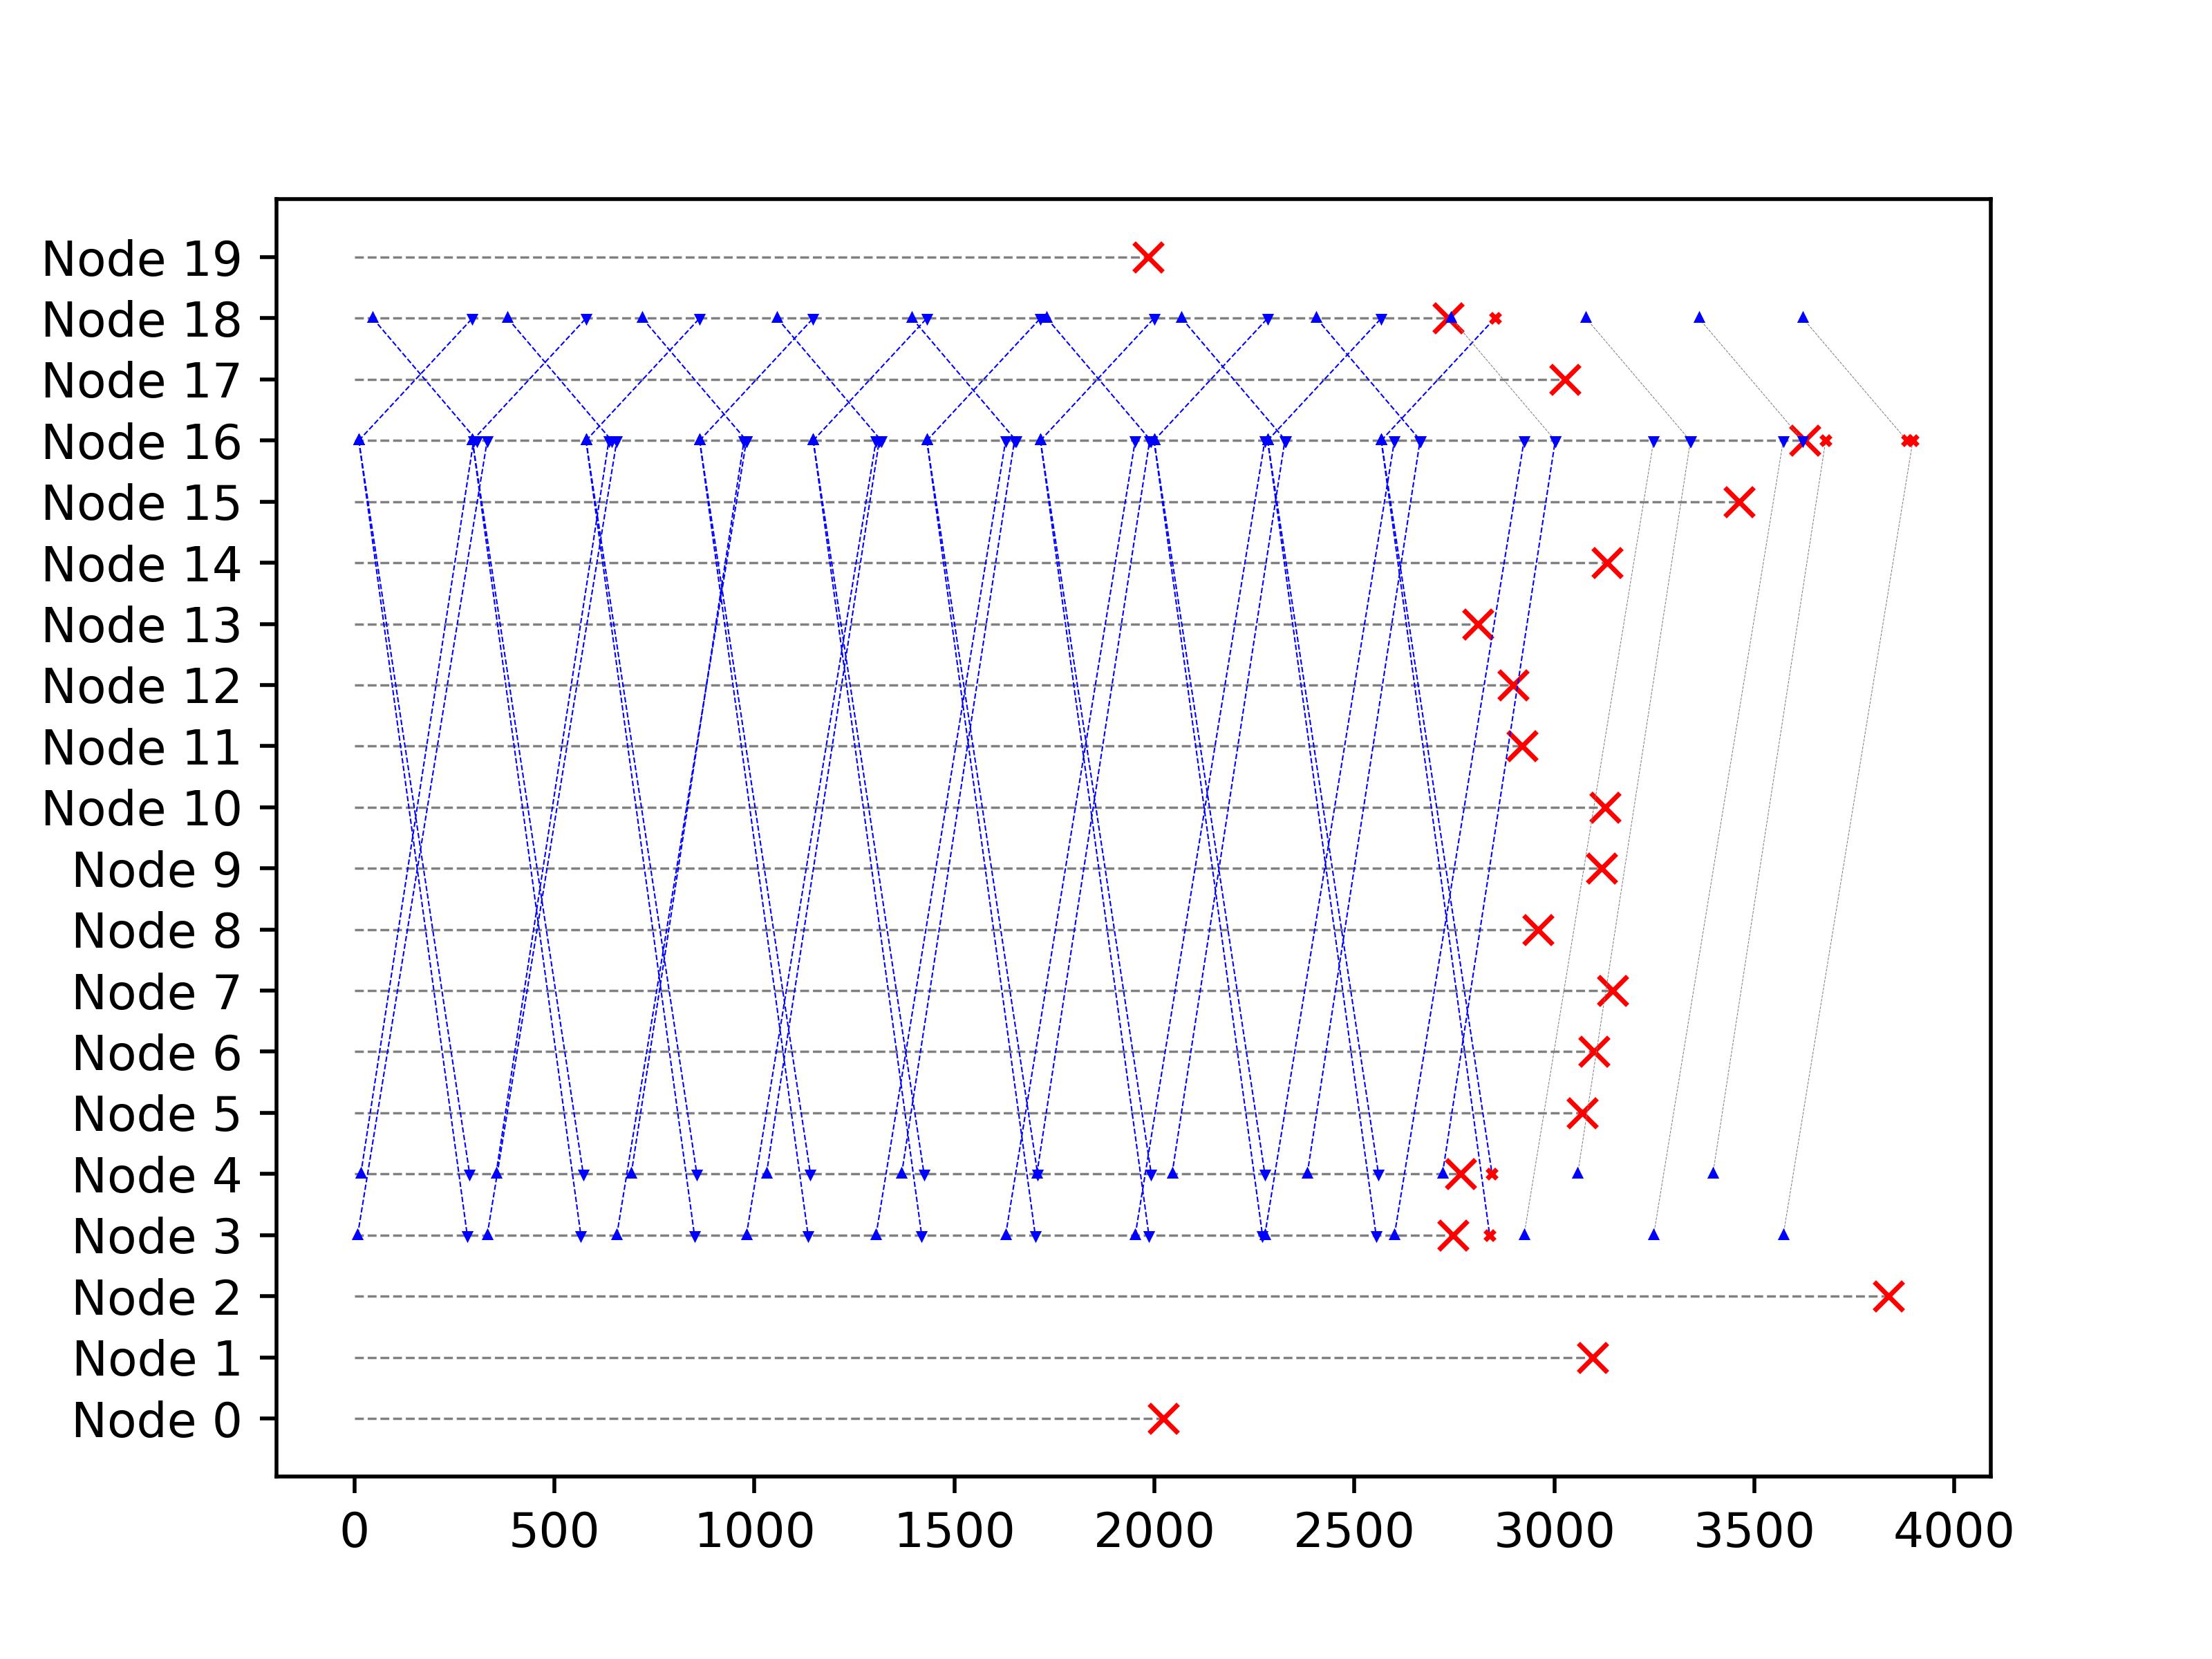 Node 19
Node 18
Node 17
Node 16
Node 15
Node 14
Node 13
Node 12
Node 11
Node 10
Node 9
Node 8
Node 7
Node 6
Node 5
Node 4
Node 3
Node 2
Node 1
Node 0
0 500 1000 1500 2000 2500 3000 3500 4000